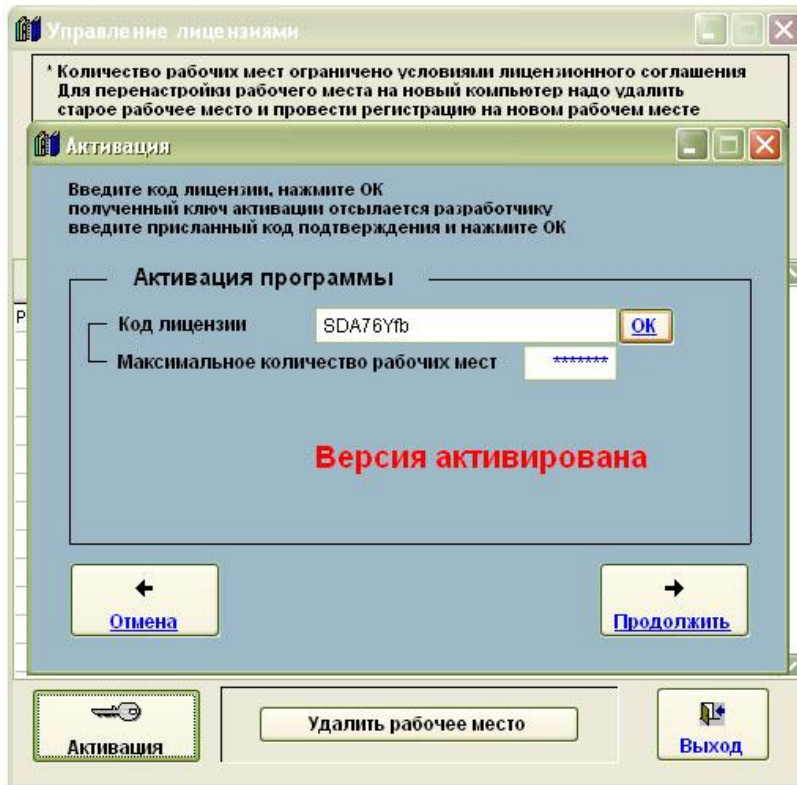 Управление лицензиями
* Количество рабочих мест ограничено условиями лицензионного соглашения
Для перенастройки рабочего места на новый компьютер надо удалить
старое рабочее место и провести регистрацию на новом рабочем месте
Активация
Введите код лицензии, нажмите ОК
полученный ключ активации отсылается разработчику
введите присланный код подтверждения и нажмите ОК
Активация программы
Код лицензии SDA76Yfb ОК
Максимальное количество рабочих мест *******
Р
Версия активирована
Отмена Продолжить
Активация Удалить рабочее место Выход